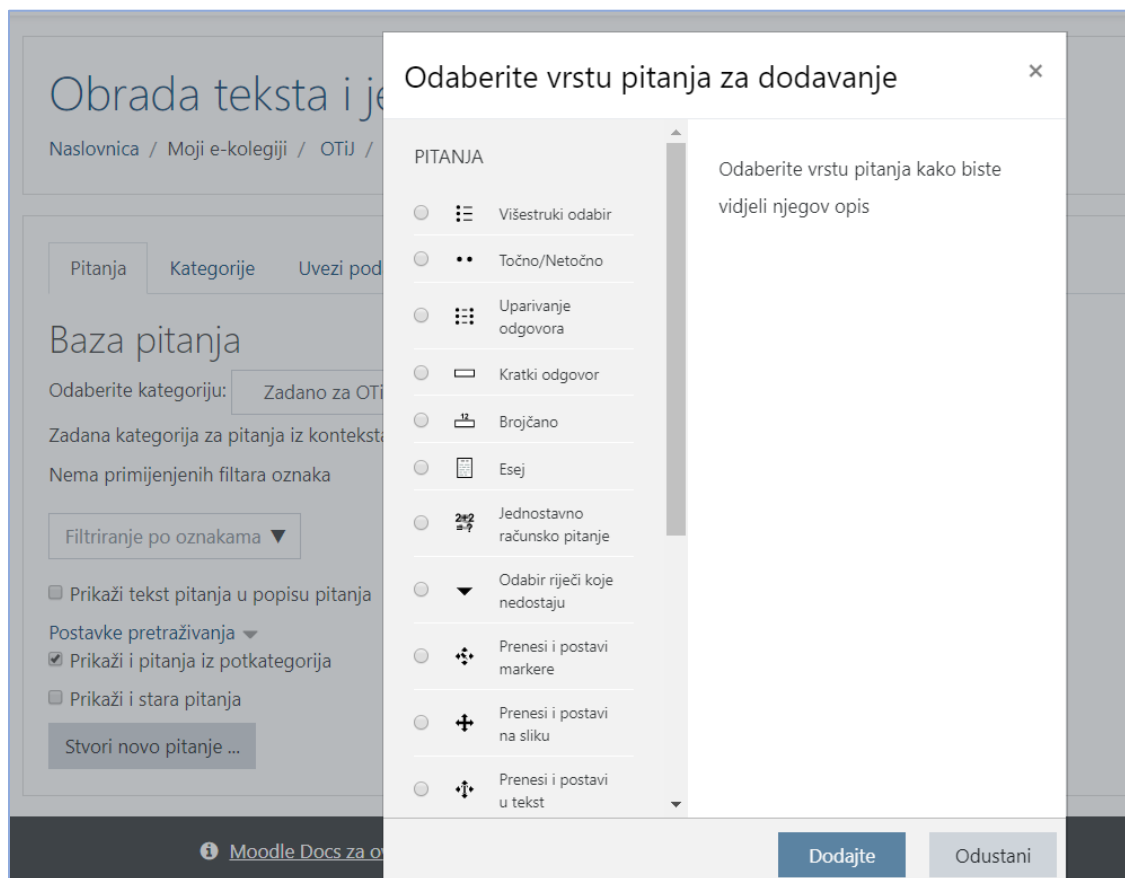 Obrada teksta i je
Naslovnica / Moji e-kolegiji / OTiJ /
Pitanja Kategorije Uvezi pod
Baza pitanja
Odaberite kategoriju: Zadano za OTi
Zadana kategorija za pitanja iz konteksta
Nema primijenjenih filtara oznaka
Filtriranje po oznakama ▼
Prikaži tekst pitanja u popisu pitanja
Postavke pretraživanja
Prikaži i pitanja iz potkategorija
Prikaži i stara pitanja
Stvori novo pitanje ...
Moodle Docs za ov
Odaberite vrstu pitanja za dodavanje ×
PITANJA
Višestruki odabir
Točno/Netočno
Uparivanje
odgovora
Kratki odgovor
12
Brojčano
Esej
2+2
=?
Jednostavno
računsko pitanje
Odabir riječi koje
nedostaju
Prenesi i postavi
markere
Prenesi i postavi
na sliku
Prenesi i postavi
u tekst
Odaberite vrstu pitanja kako biste
vidjeli njegov opis
Dodajte Odustani